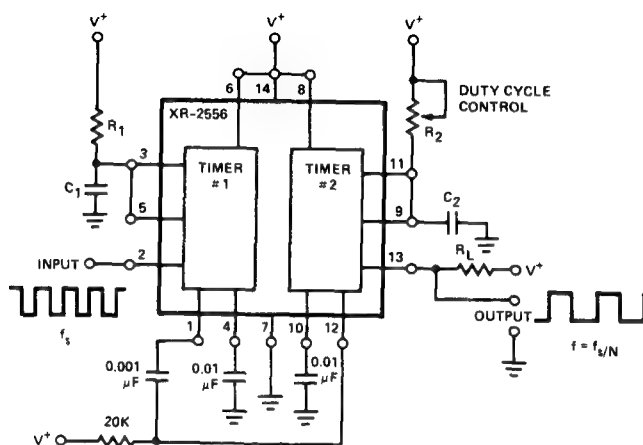 V+
V+
V+
6
14
8
DUTY CYCLE
CONTROL
XR-2556
R1
R2
3
TIMER
#1
TIMER
#2
11
C1
5
9
C2
INPUT
2
13
RL
V+
fs
OUTPUT
f = fs/N
1
4
7
10
12
0.001
μF
0.01
μF
0.01
μF
V+
20K